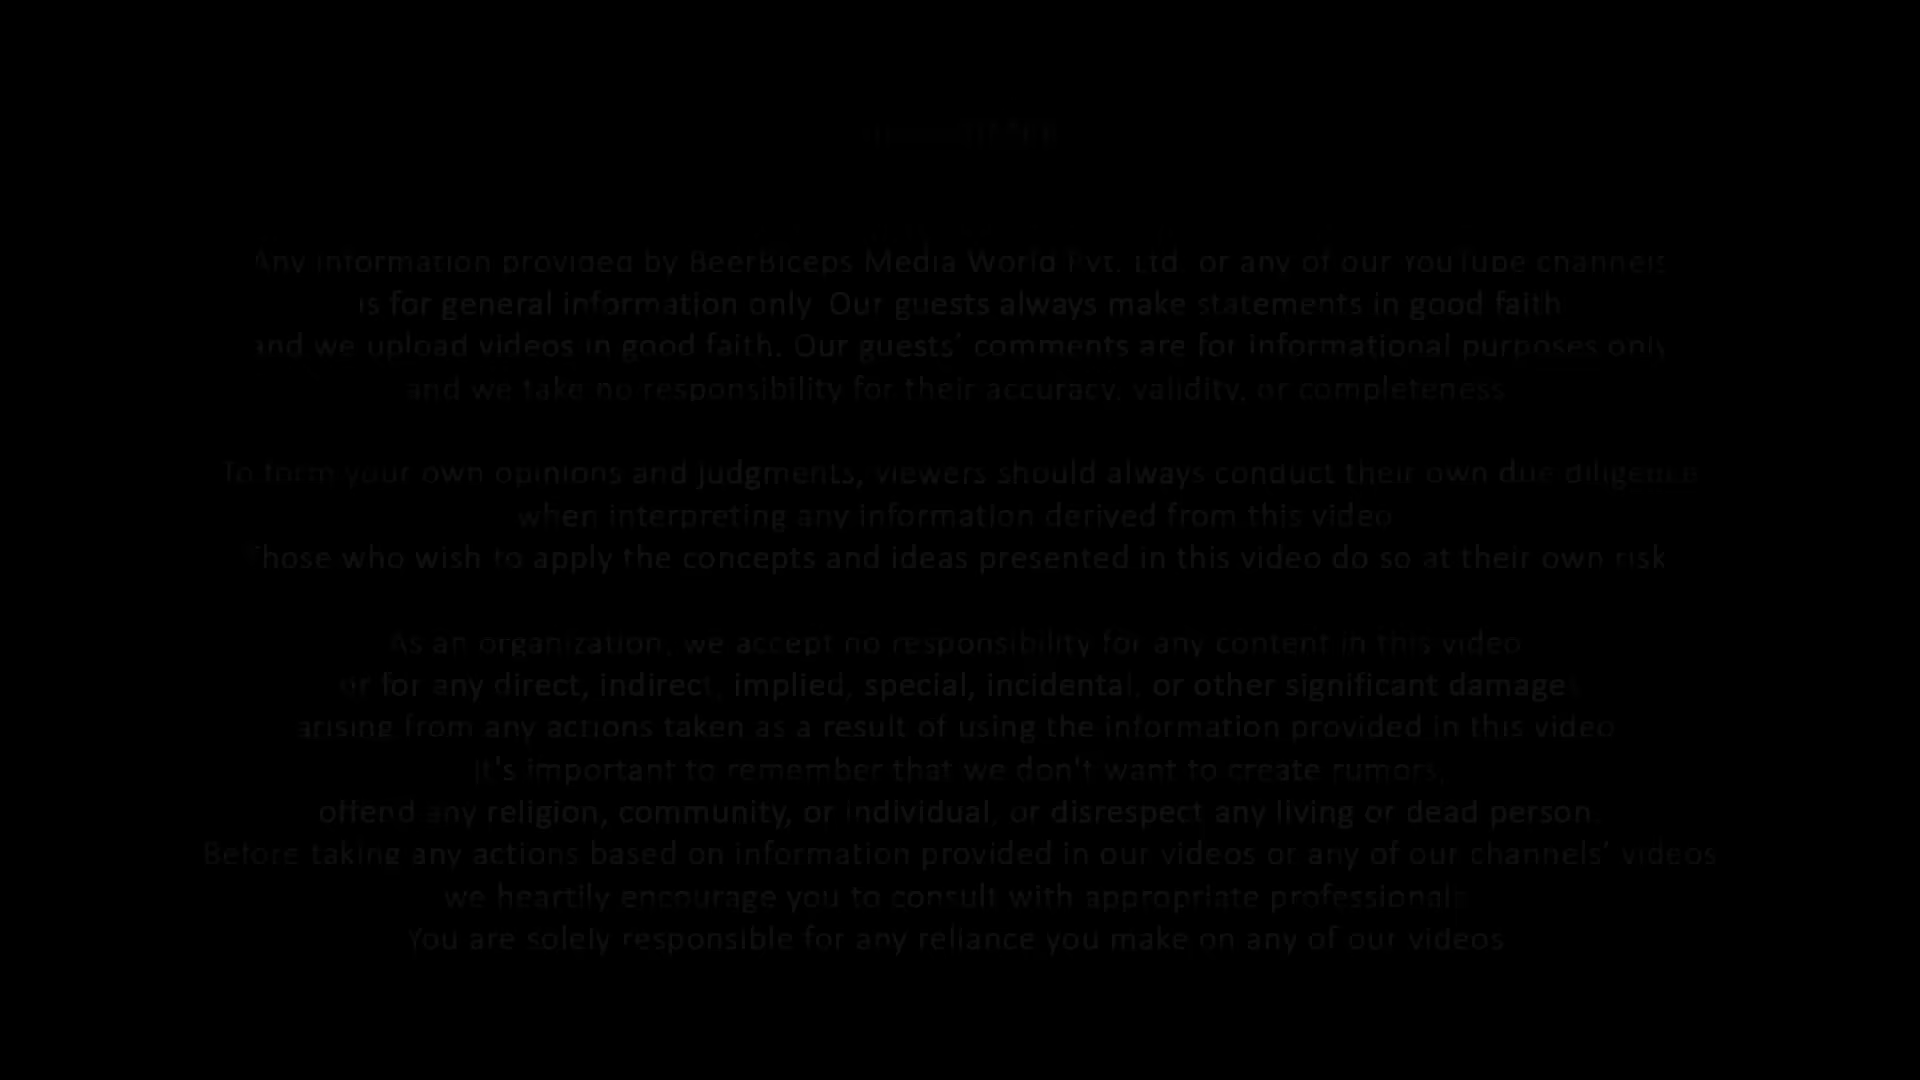 Any information provided by BeerBiceps Media World Pvt. Ltd. or any of our YouTube channels
is for general information only. Our guests always make statements in good faith
and we upload videos in good faith. Our guests' comments are for informational purposes only
and we take no responsibility for their accuracy, validity, or completeness
To form your own opinions and judgments, viewers should always conduct their own due diligence
when interpreting any information derived from this video
Those who wish to apply the concepts and ideas presented in this video do so at their own risk
As an organization, we accept no responsibility for any content in this video
or for any direct, indirect, implied, special, incidental, or other significant damage
arising from any actions taken as a result of using the information provided in this video
It's important to remember that we don't want to create rumors,
offend any religion, community, or individual, or disrespect any living or dead person.
Before taking any actions based on information provided in our videos or any of our channels' videos
we heartily encourage you to consult with appropriate professionals
You are solely responsible for any reliance you make on any of our videos